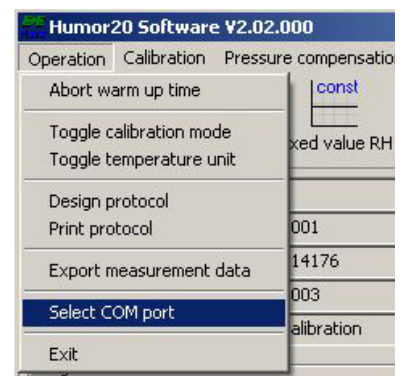 Humor20 Software V2.02.000
Operation Calibration Pressure compensatio
Abort warm up time
const
Toggle calibration mode
xed value RH
Toggle temperature unit
Design protocol
Print protocol
001
Export measurement data
14176
003
Select COM port
alibration
Exit